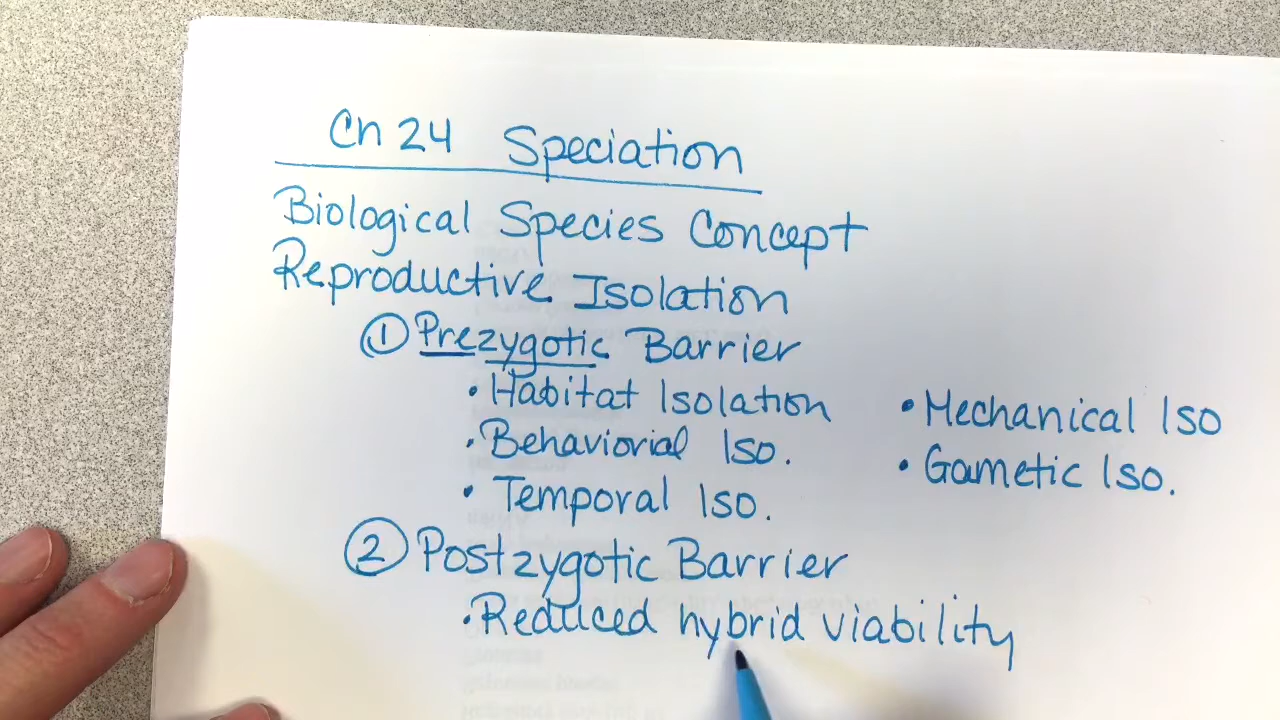 Ch 24 Speciation
Biological Species Concept
Reproductive Isolation
① Prezygotic Barrier
• Habitat Isolation
• Behaviorial Iso.
• Temporal Iso.
• Mechanical Iso
• Gametic Iso.
② Postzygotic Barrier
• Reduced hybrid viability